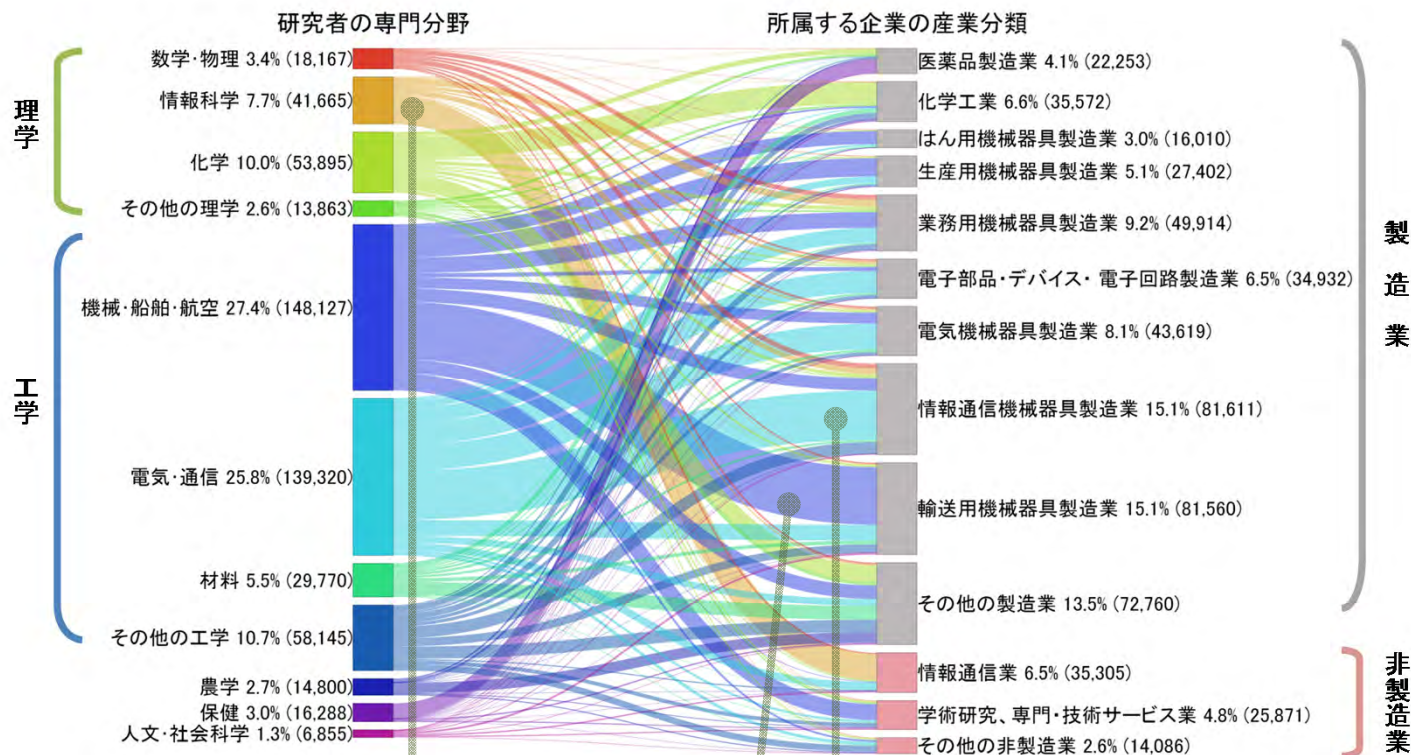 研究者の専門分野
所属する企業の産業分類
理学
数学・物理 3.4% (18,167)
情報科学 7.7% (41,665)
化学 10.0% (53,895)
その他の理学 2.6% (13,863)
工学
機械・船舶・航空 27.4% (148,127)
電気・通信 25.8% (139,320)
材料 5.5% (29,770)
その他の工学 10.7% (58,145)
農学 2.7% (14,800)
保健 3.0% (16,288)
人文・社会科学 1.3% (6,855)
医薬品製造業 4.1% (22,253)
化学工業 6.6% (35,572)
はん用機械器具製造業 3.0% (16,010)
生産用機械器具製造業 5.1% (27,402)
業務用機械器具製造業 9.2% (49,914)
電子部品・デバイス・ 電子回路製造業 6.5% (34,932)
電気機械器具製造業 8.1% (43,619)
情報通信機械器具製造業 15.1% (81,611)
輸送用機械器具製造業 15.1% (81,560)
その他の製造業 13.5% (72,760)
製造業
情報通信業 6.5% (35,305)
学術研究、専門・技術サービス業 4.8% (25,871)
その他の非製造業 2.6% (14,086)
非製造業